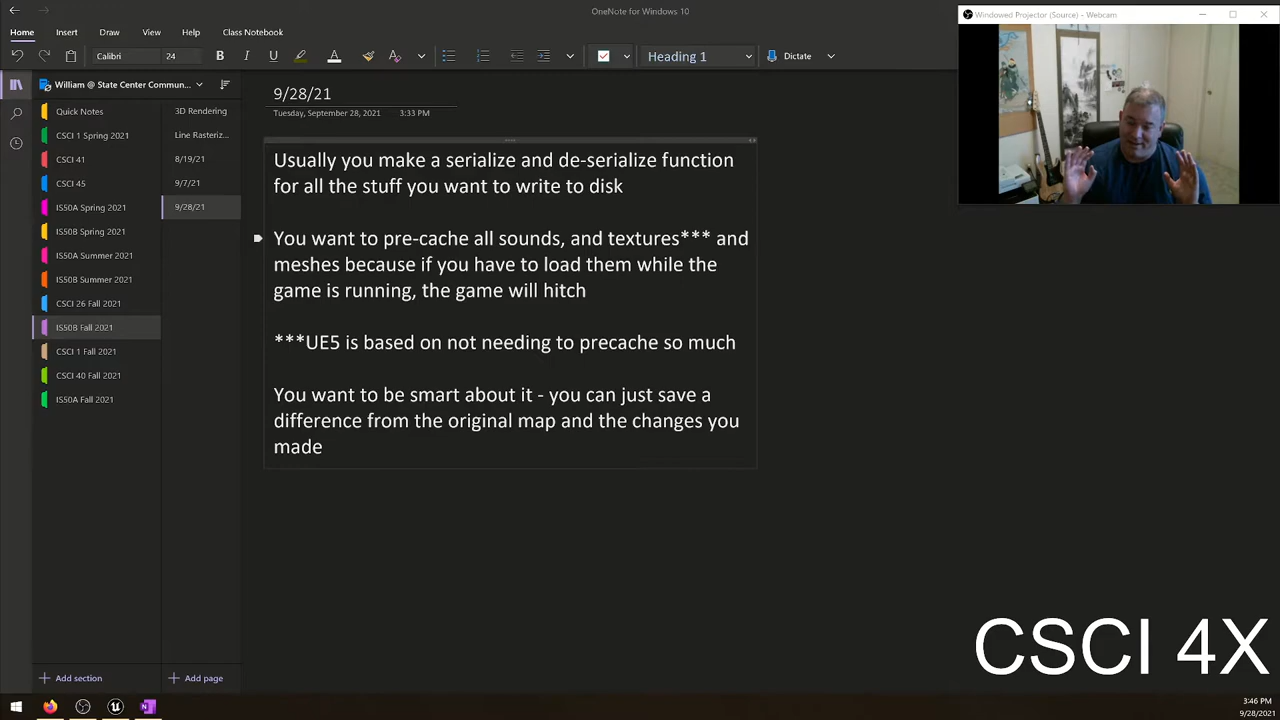 OneNote for Windows 10
Windowed Projector (Source) - Webcam
Home
Insert
Draw
View
Help
Class Notebook
Calibri
24
B
I
U
A
Heading 1
Dictate
William @ State Center Commun...
Quick Notes
CSCI 1 Spring 2021
CSCI 41
CSCI 45
IS50A Spring 2021
IS50B Spring 2021
IS50A Summer 2021
IS50B Summer 2021
CSCI 26 Fall 2021
IS50B Fall 2021
CSCI 1 Fall 2021
CSCI 40 Fall 2021
IS50A Fall 2021
Add section
3D Rendering
Line Rasteriz...
8/19/21
9/7/21
9/28/21
Add page
9/28/21
Tuesday, September 28, 2021 3:33 PM
Usually you make a serialize and de-serialize function
for all the stuff you want to write to disk
You want to pre-cache all sounds, and textures*** and
meshes because if you have to load them while the
game is running, the game will hitch
***UE5 is based on not needing to precache so much
You want to be smart about it - you can just save a
difference from the original map and the changes you
made
CSCI 4X
3:46 PM
9/28/2021